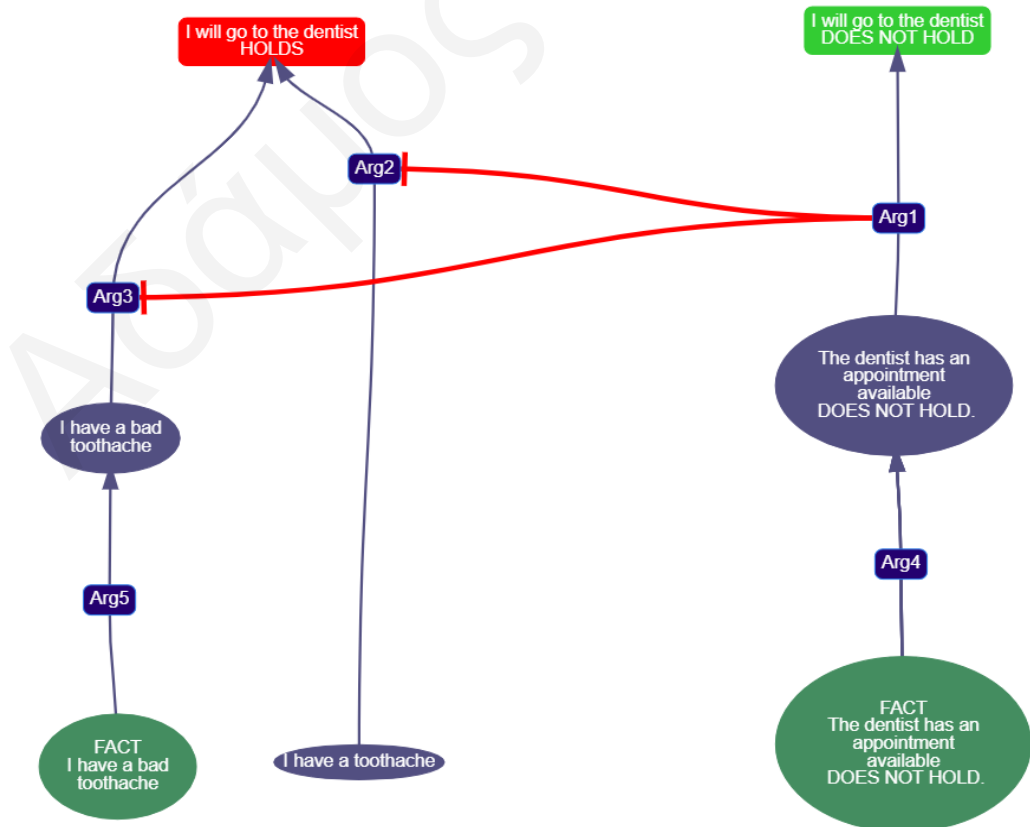 I will go to the dentist
HOLDS
I will go to the dentist
DOES NOT HOLD
Arg2
Arg1
Arg3
The dentist has an
appointment
available
DOES NOT HOLD.
I have a bad
toothache
Arg4
Arg5
FACT
I have a bad
toothache
I have a toothache
FACT
The dentist has an
appointment
available
DOES NOT HOLD.
Αδάμος